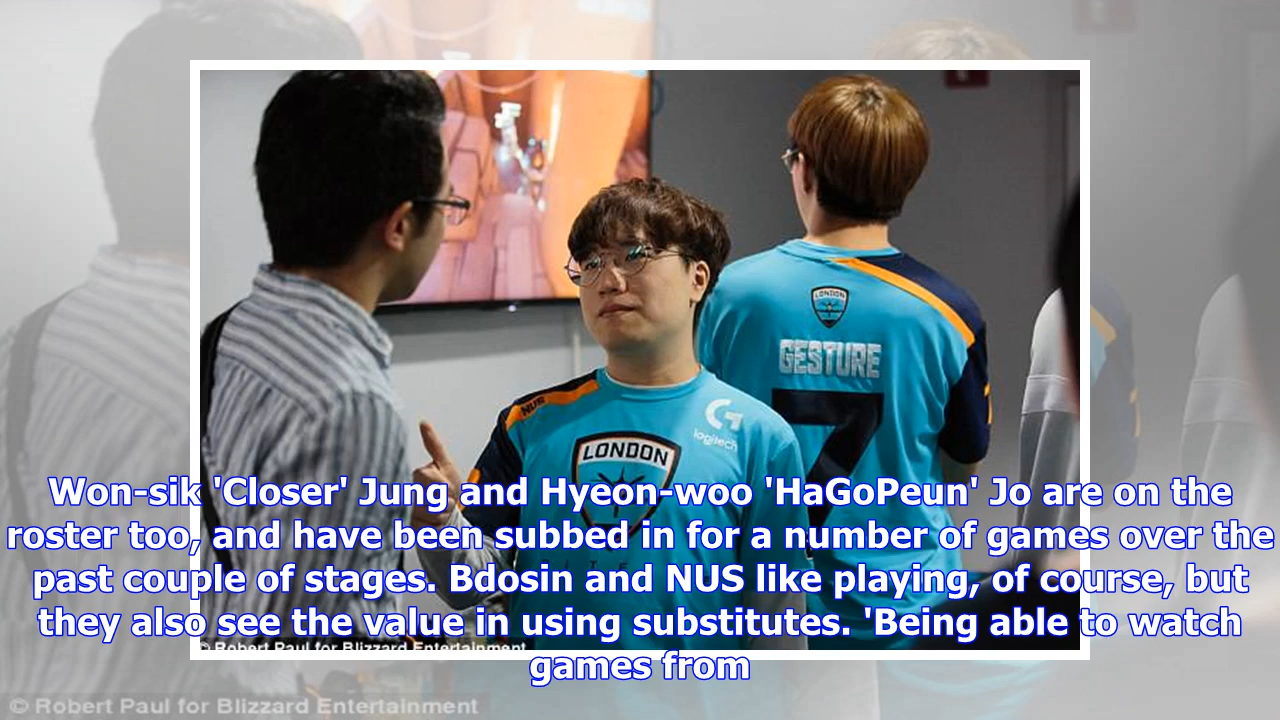 LONDON
GESTURE
7
NUS
logitech
LONDON
Won-sik 'Closer' Jung and Hyeon-woo 'HaGoPeun' Jo are on the
roster too, and have been subbed in for a number of games over the
past couple of stages. Bdosin and NUS like playing, of course, but
they also see the value in using substitutes. 'Being able to watch
games from
© Robert Paul for Blizzard Entertainment
© Robert Paul for Blizzard Entertainment